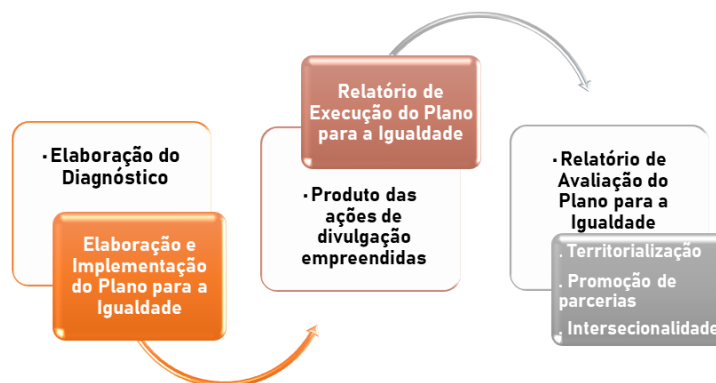 · Elaboração do
Diagnóstico
Elaboração e
Implementação
do Plano para a
Igualdade
Relatório de
Execução do Plano
para a Igualdade
· Produto das
ações de
divulgação
empreendidas
· Relatório de
Avaliação do
Plano para a
Igualdade
. Territorialização
. Promoção de
parcerias
. Intersecionalidade